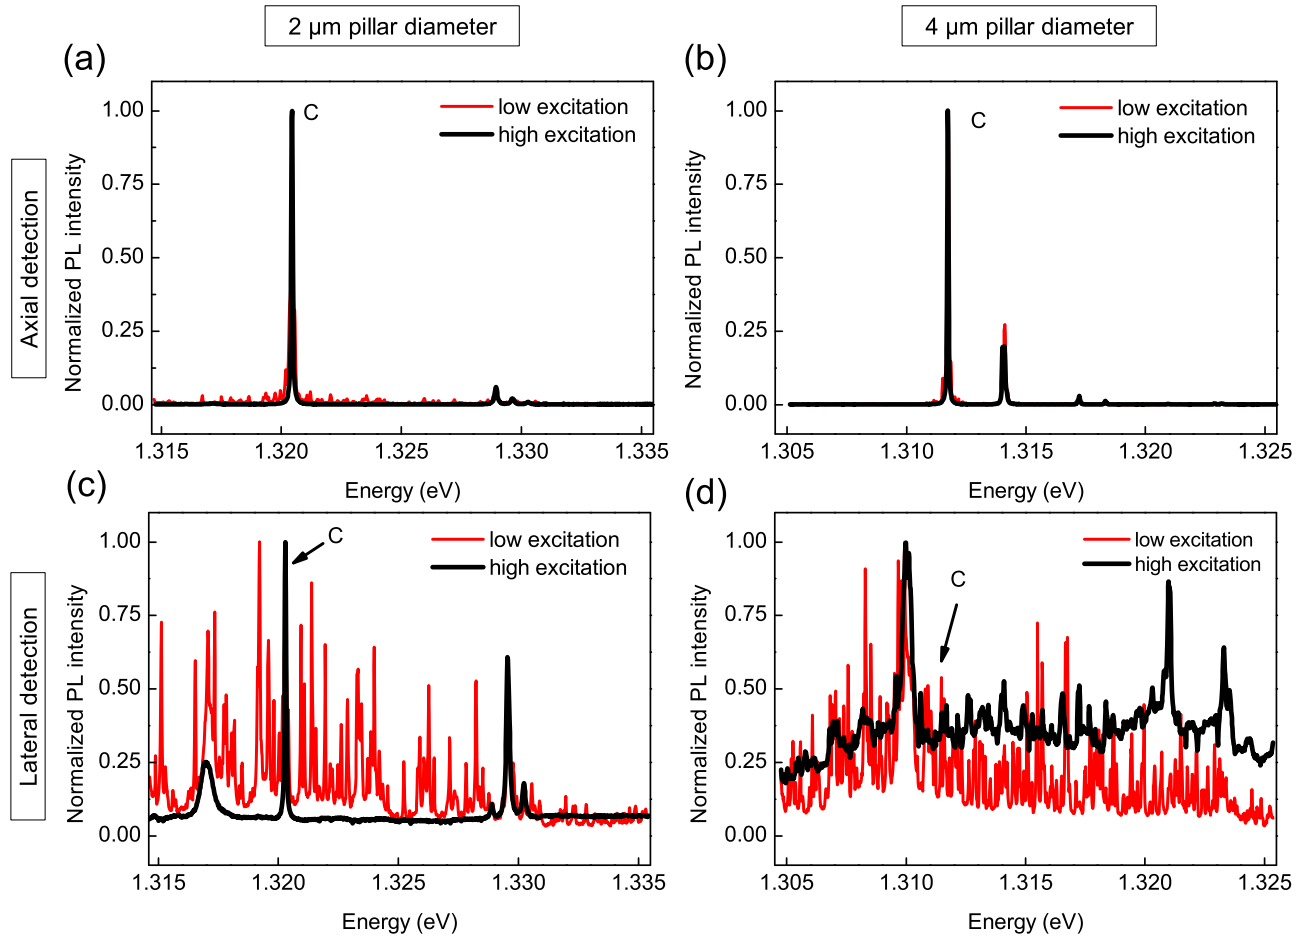 2 µm pillar diameter
4 µm pillar diameter
Axial detection
Lateral detection
(a)
C
low excitation
high excitation
Normalized PL intensity
1.00
0.75
0.50
0.25
0.00
1.315 1.320 1.325 1.330 1.335
Energy (eV)
(b)
C
low excitation
high excitation
Normalized PL intensity
1.00
0.75
0.50
0.25
0.00
1.305 1.310 1.315 1.320 1.325
Energy (eV)
(c)
C
low excitation
high excitation
Normalized PL intensity
1.00
0.75
0.50
0.25
0.00
1.315 1.320 1.325 1.330 1.335
Energy (eV)
(d)
C
low excitation
high excitation
Normalized PL intensity
1.00
0.75
0.50
0.25
0.00
1.305 1.310 1.315 1.320 1.325
Energy (eV)